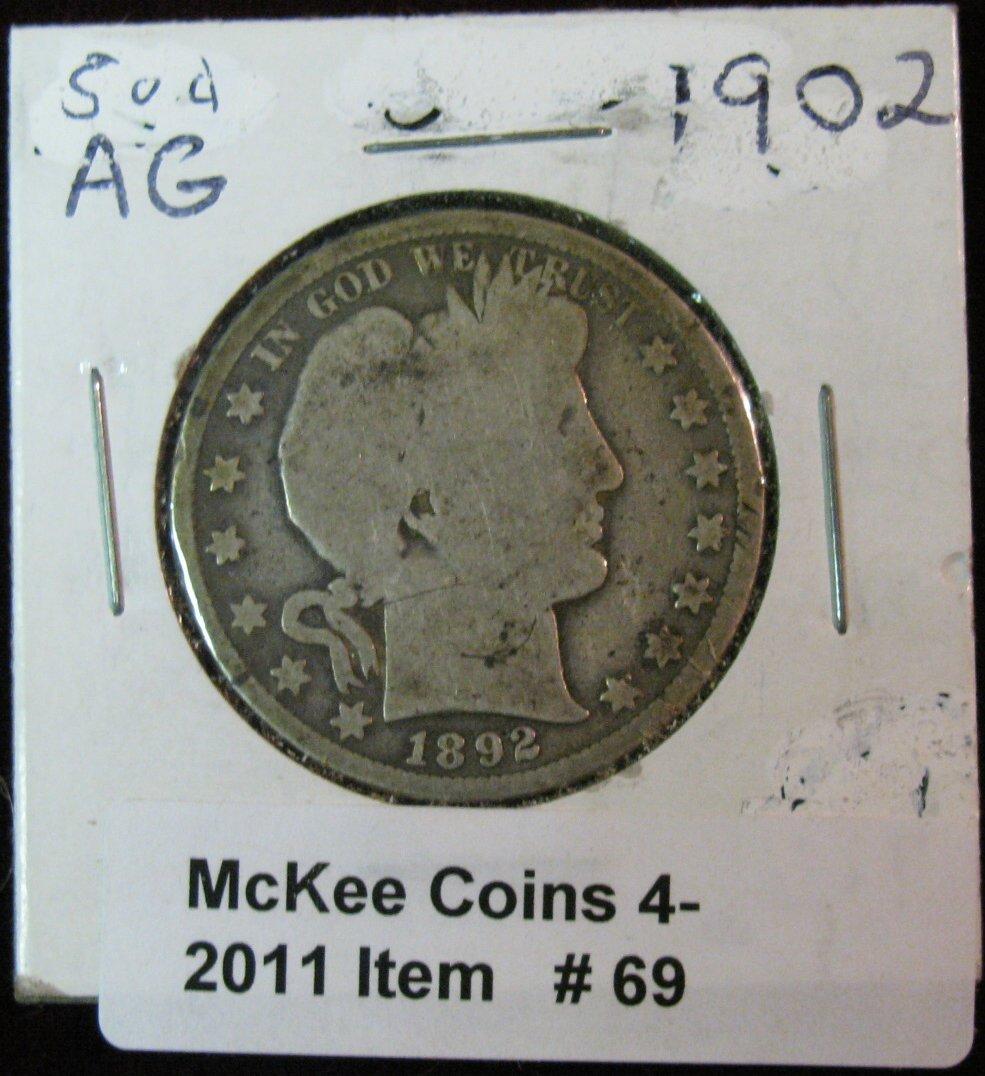 50¢ 1902
AG
IN GOD WE TRUST
1892
McKee Coins 4-
2011 Item # 69